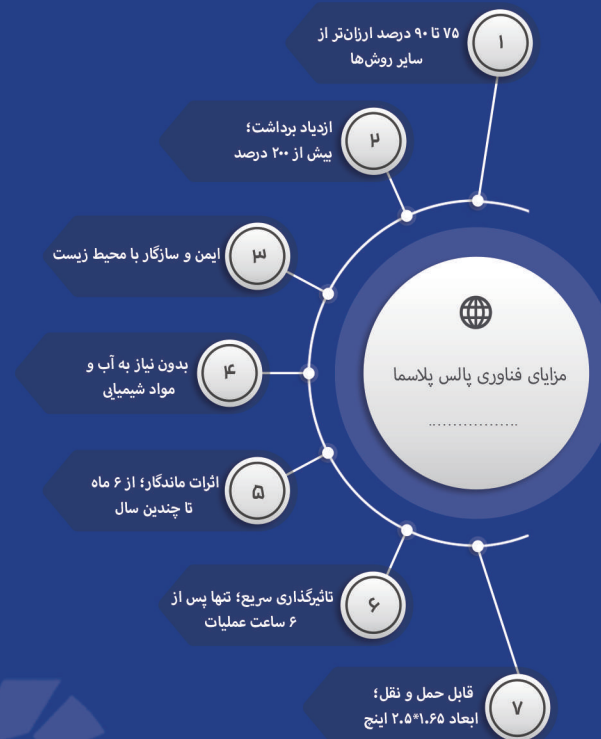 مزایای فناوری پالس پلاسما
.................
۱
۷۵ تا ۹۰ درصد ارزان‌تر از
سایر روش‌ها
۲
ازدیاد برداشت؛
بیش از ۲۰۰ درصد
۳
ایمن و سازگار با محیط زیست
۴
بدون نیاز به آب و
مواد شیمیایی
۵
اثرات ماندگار؛ از ۶ ماه
تا چندین سال
۶
تاثیرگذاری سریع؛ تنها پس از
۶ ساعت عملیات
۷
قابل حمل و نقل؛
ابعاد ۱.۶۵*۲.۵ اینچ